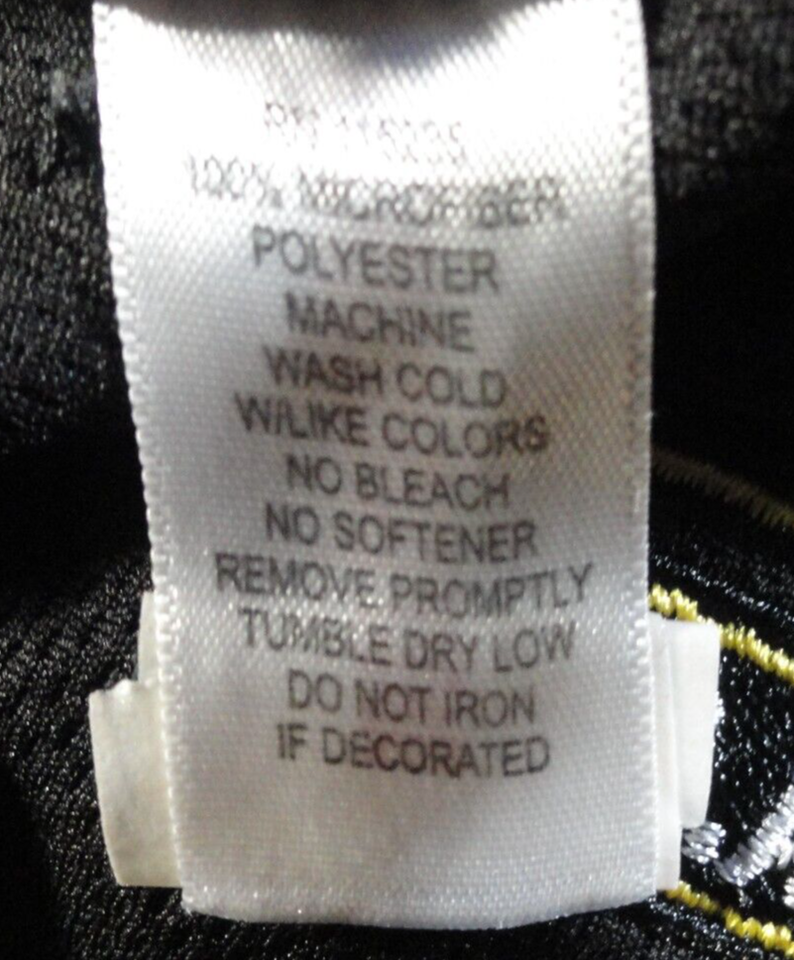 RN
100% MICROFIBER
POLYESTER
MACHINE
WASH COLD
W/LIKE COLORS
NO BLEACH
NO SOFTENER
REMOVE PROMPTLY
TUMBLE DRY LOW
DO NOT IRON
IF DECORATED